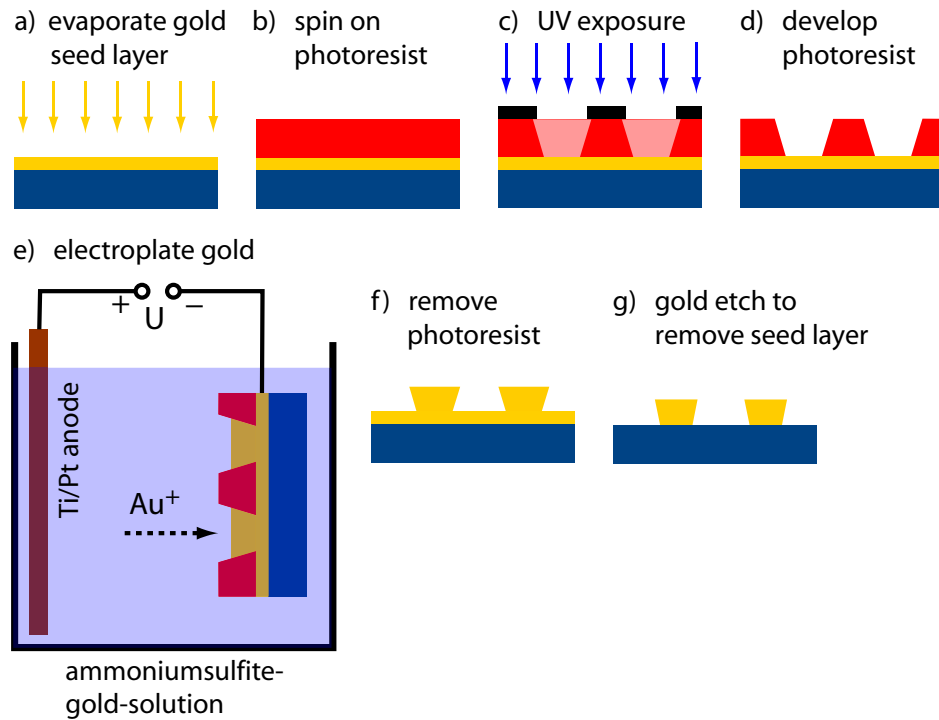 a) evaporate gold
seed layer
b) spin on
photoresist
c) UV exposure
d) develop
photoresist
e) electroplate gold
+ U −
Ti/Pt anode
Au⁺
ammoniumsulfite-
gold-solution
f) remove
photoresist
g) gold etch to
remove seed layer